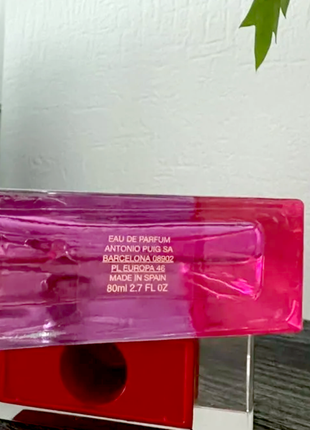 EAU DE PARFUM
ANTONIO PUIG SA
BARCELONA 08902
PL EUROPA 46
MADE IN SPAIN
80ml 2.7 FL OZ